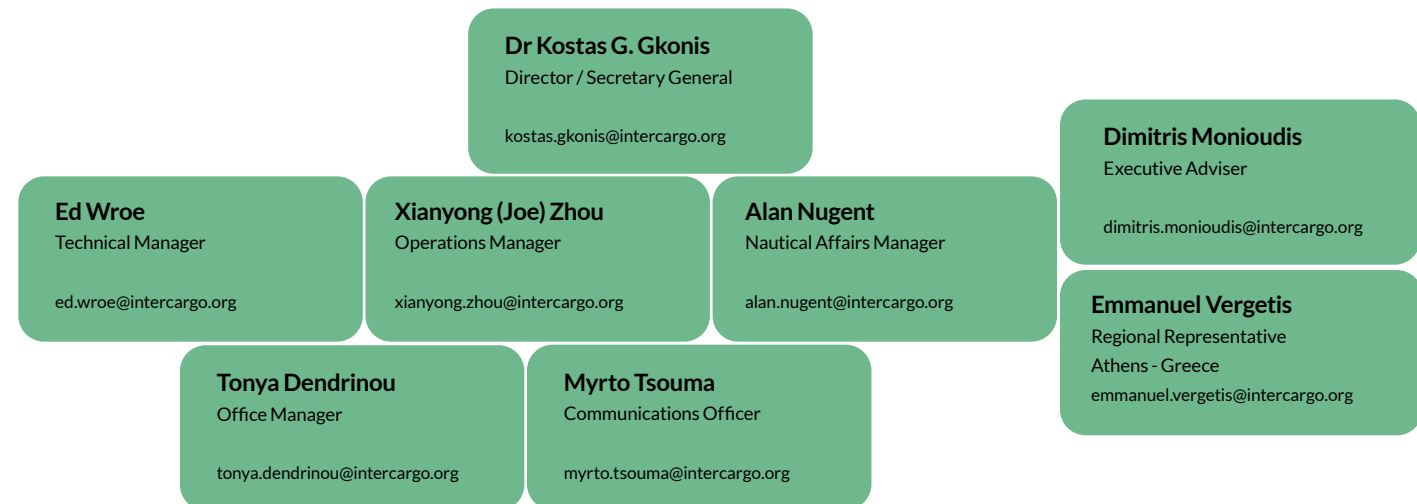 Dr Kostas G. Gkonis
Director / Secretary General
kostas.gkonis@intercargo.org
Dimitris Monioudis
Executive Adviser
dimitris.monioudis@intercargo.org
Ed Wroe
Technical Manager
ed.wroe@intercargo.org
Xianyong (Joe) Zhou
Operations Manager
xianyong.zhou@intercargo.org
Alan Nugent
Nautical Affairs Manager
alan.nugent@intercargo.org
Emmanuel Vergetis
Regional Representative
Athens - Greece
emmanuel.vergetis@intercargo.org
Tonya Dendrinou
Office Manager
tonya.dendrinou@intercargo.org
Myrto Tsouma
Communications Officer
myrto.tsouma@intercargo.org